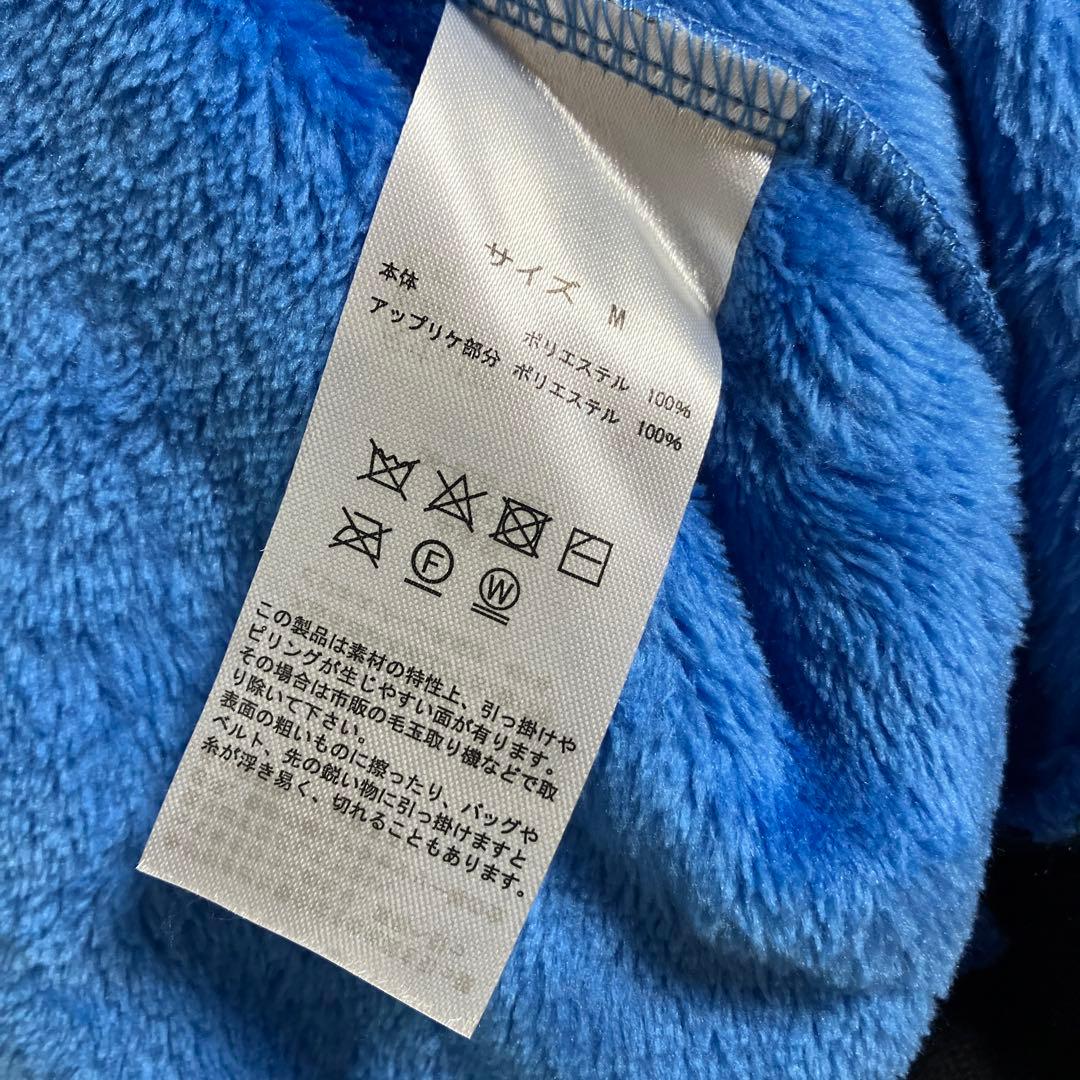 サイズ M
本体 ポリエステル 100%
アップリケ部分 ポリエステル 100%
F W
この製品は素材の特性上、引っ掛けや
ピリングが生じやすい面が有ります。
その場合は市販の毛玉取り機などで取
り除いて下さい。
表面の粗いものに擦ったり、バッグや
ベルト、先の鋭い物に引っ掛けますと
糸が浮き易く、切れることもあります。